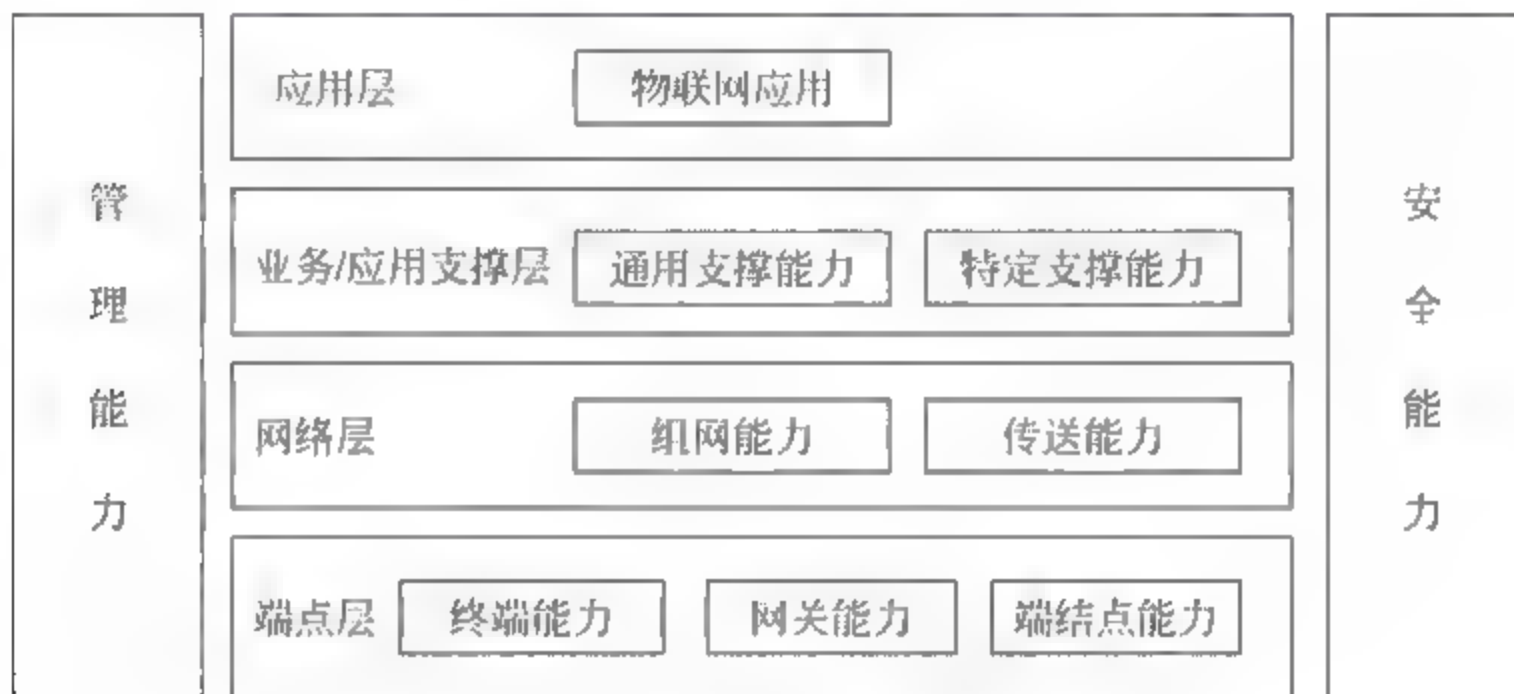 管理能力
应用层 物联网应用
业务/应用支撑层 通用支撑能力 特定支撑能力
网络层 组网能力 传送能力
端点层 终端能力 网关能力 端结点能力
安全能力